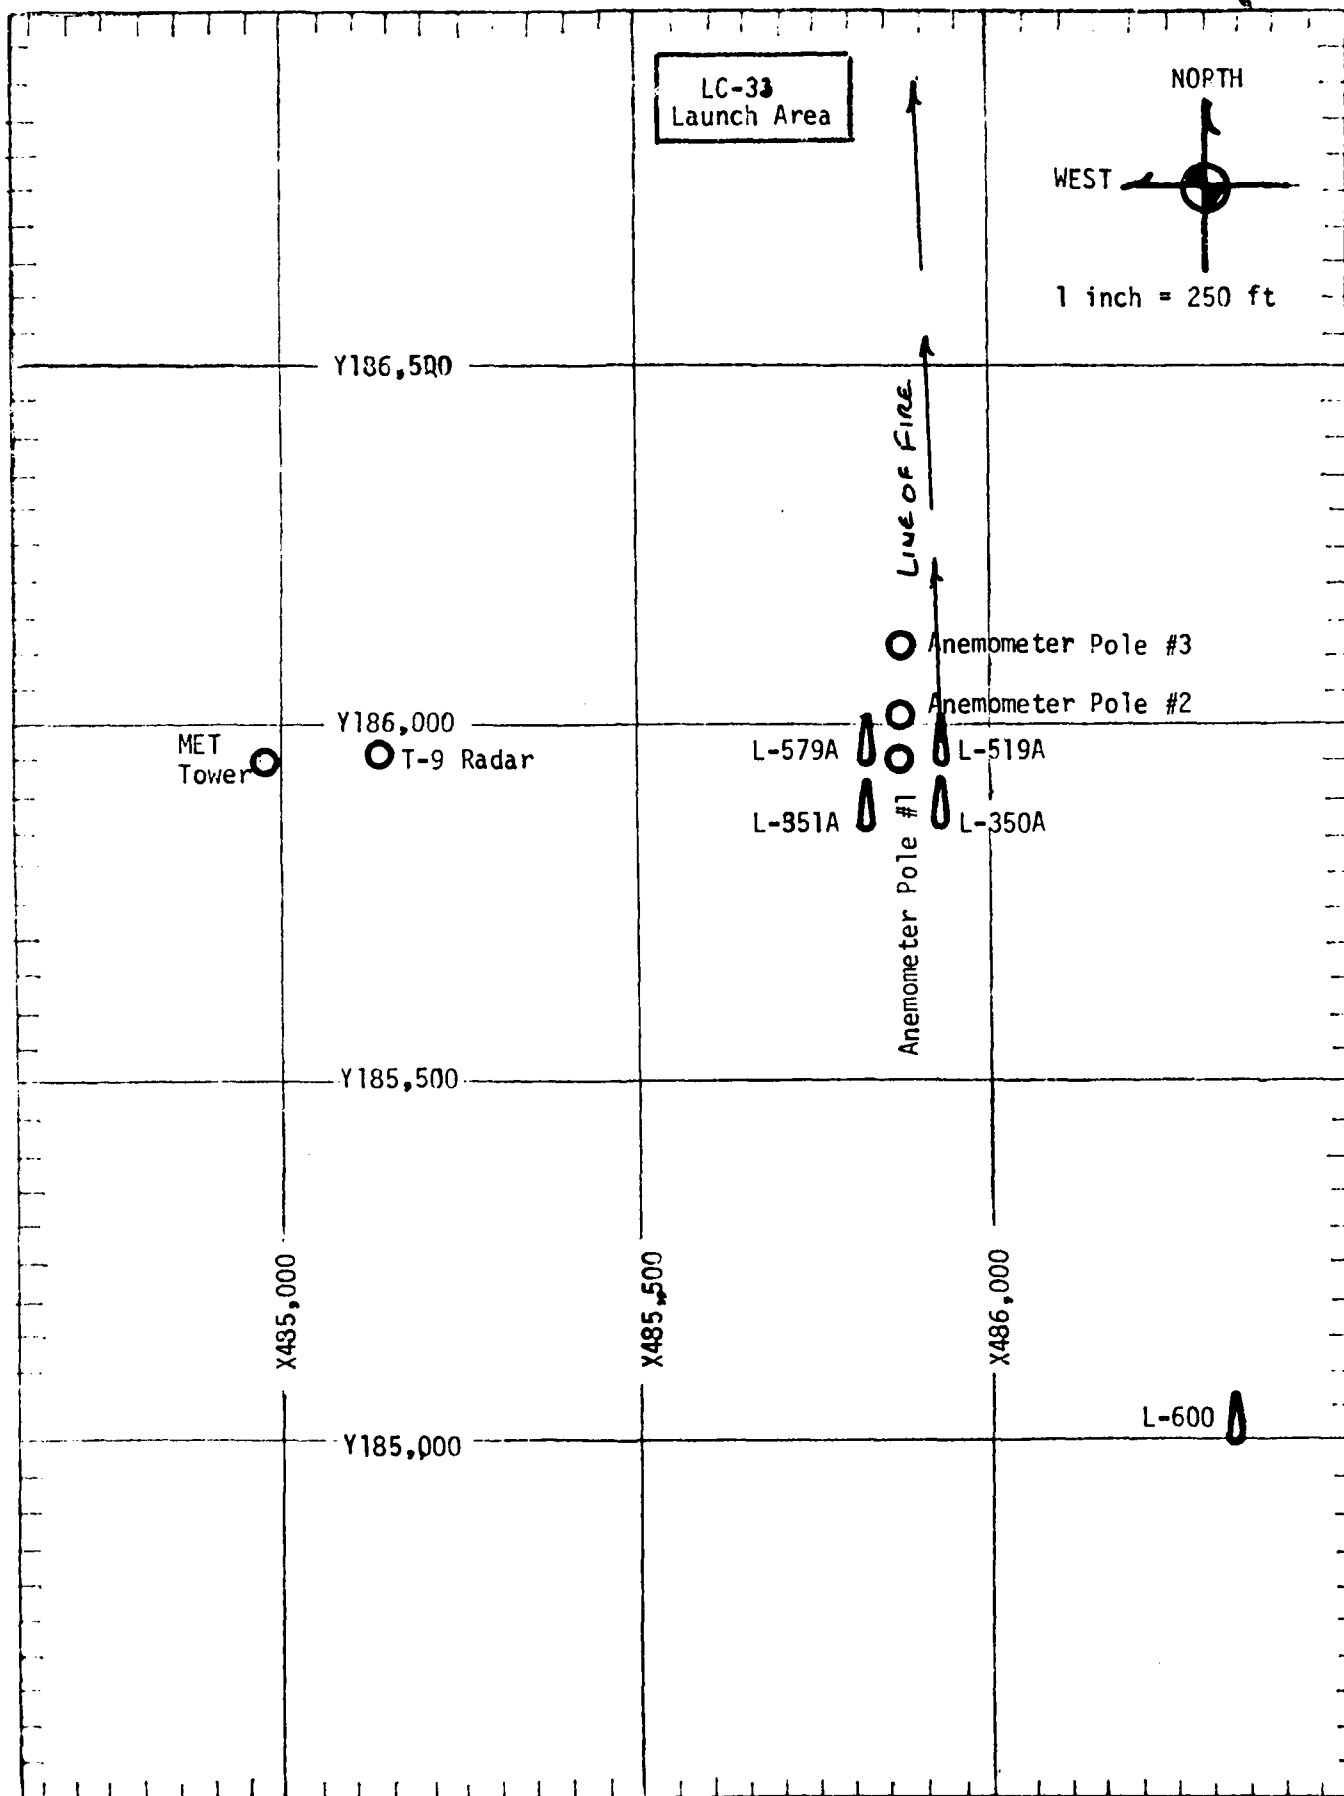 LC-33
Launch Area
NORTH
WEST
1 inch = 250 ft
Y186,500
LINE OF FIRE
Anemometer Pole #3
Anemometer Pole #2
Y186,000
MET
Tower
T-9 Radar
L-579A
L-519A
L-351A
L-350A
Anemometer Pole #1
Y185,500
X485,000
X485,500
X486,000
L-600
Y185,000